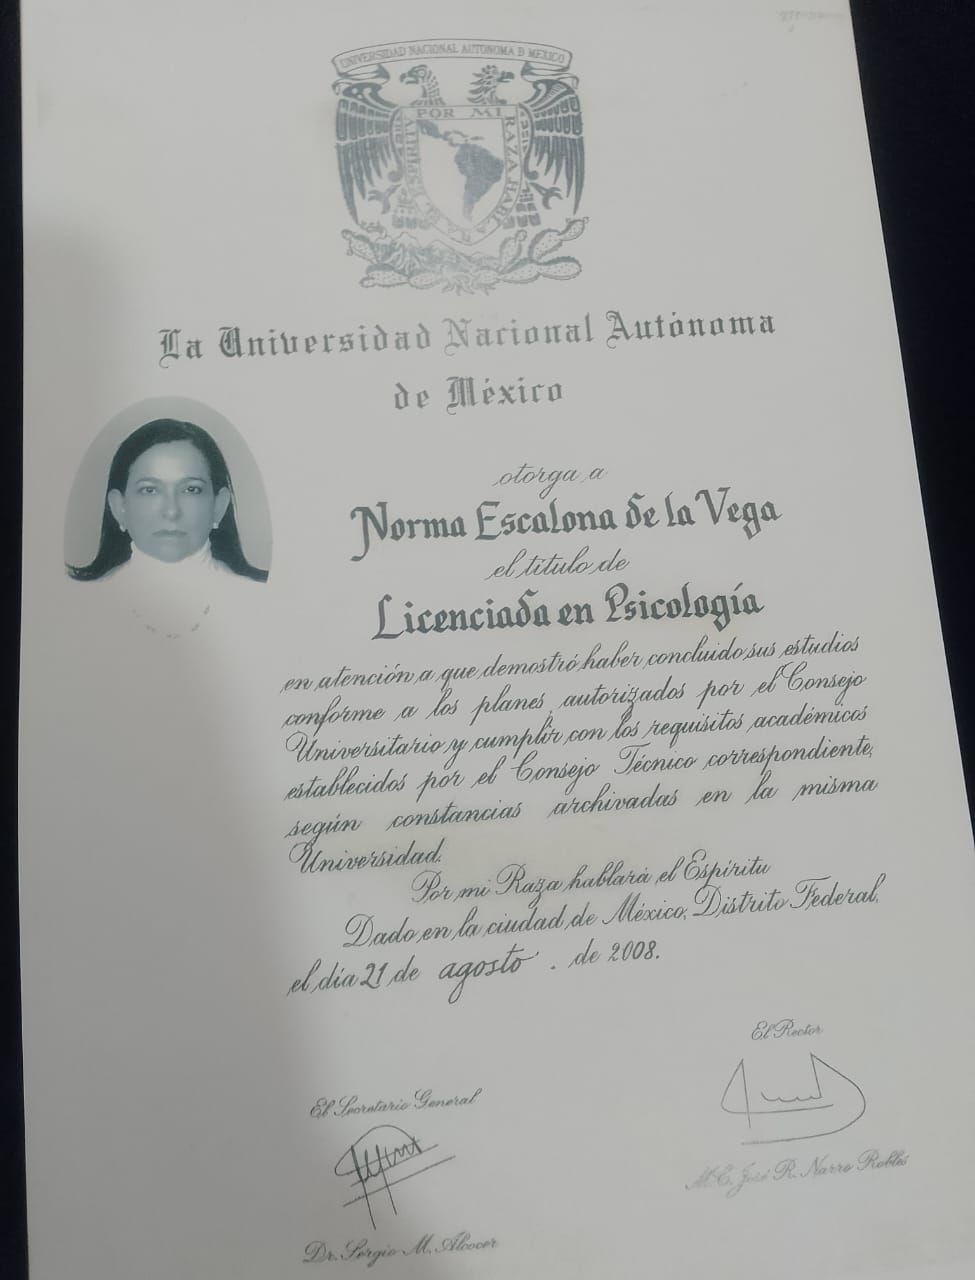 UNIVERSIDAD NACIONAL AUTONOMA D MEXICO
POR MI RAZA HABLARA EL ESPIRITU
La Universidad Nacional Autónoma
de México
otorga a
Norma Escalona de la Vega
el título de
Licenciada en Psicología
en atención a que demostró haber concluido sus estudios
conforme a los planes autorizados por el Consejo
Universitario y cumplir con los requisitos académicos
establecidos por el Consejo Técnico correspondiente,
según constancias archivadas en la misma
Universidad.
Por mi Raza hablará el Espíritu
Dado en la ciudad de México, Distrito Federal,
el día 21 de agosto . de 2008.
El Rector
El Secretario General
M.C. José R. Narro Robles
Dr. Sergio M. Alcocer